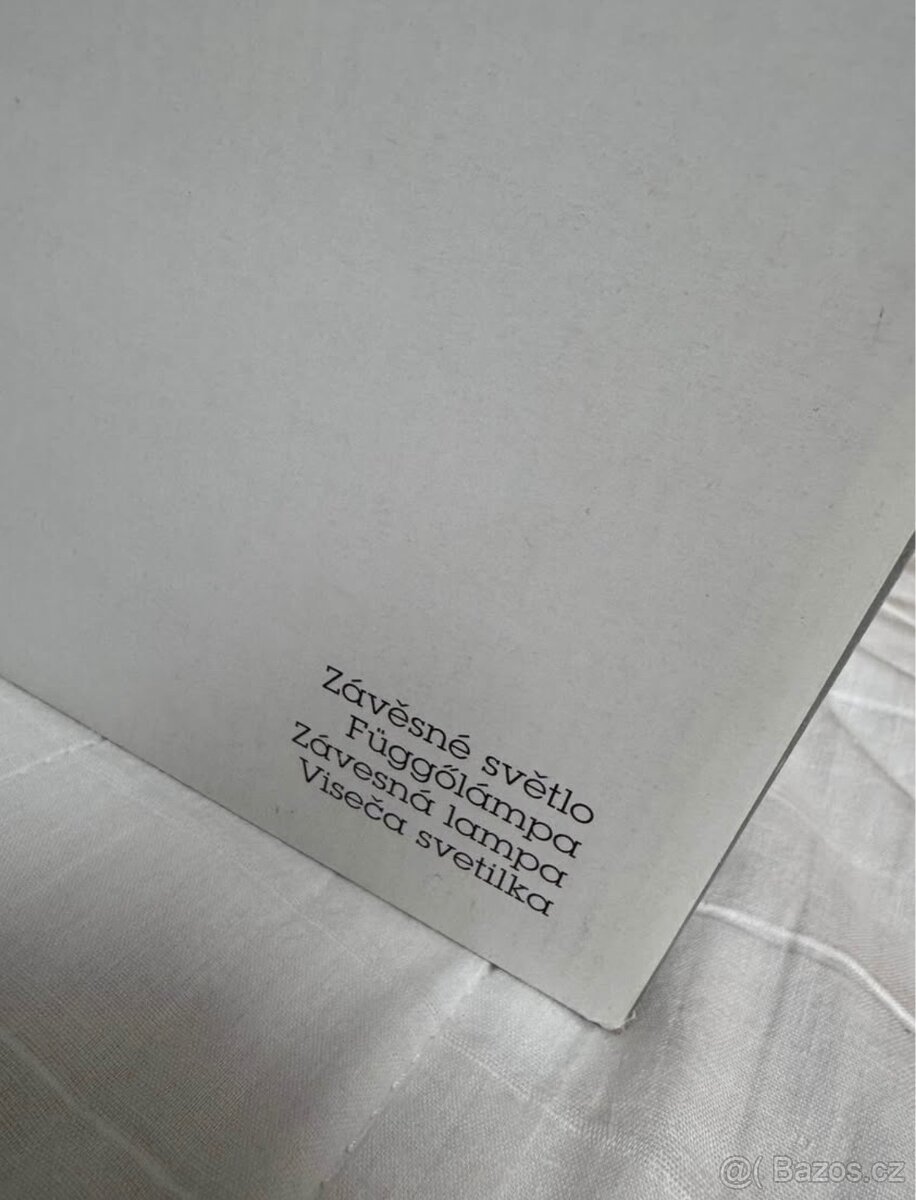 Závěsné světlo
Függőlámpa
Závesná lampa
Viseča svetilka
@( Bazos.cz